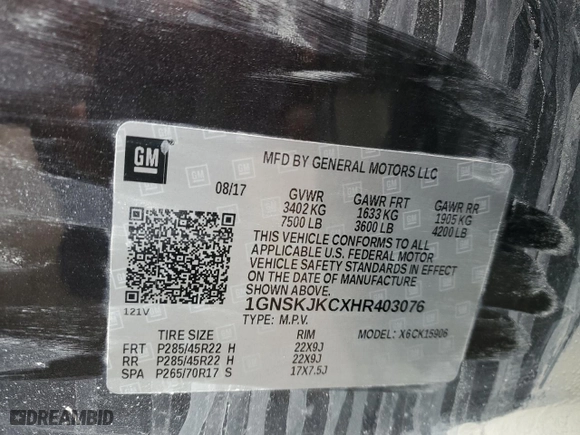 GM
MFD BY GENERAL MOTORS LLC
08/17
GVWR GAWR FRT GAWR RR
3402 KG 1633 KG 1905 KG
7500 LB 3600 LB 4200 LB
THIS VEHICLE CONFORMS TO ALL
APPLICABLE U.S. FEDERAL MOTOR
VEHICLE SAFETY STANDARDS IN EFFECT
ON THE DATE OF MANUFACTURE
SHOWN ABOVE.
1GNSKJKCXHR403076
121V
TYPE: M.P.V.
MODEL: X6CK15906
TIRE SIZE RIM
FRT P285/45R22 H 22X9J
RR P285/45R22 H 22X9J
SPA P265/70R17 S 17X7.5J
DREAMBID